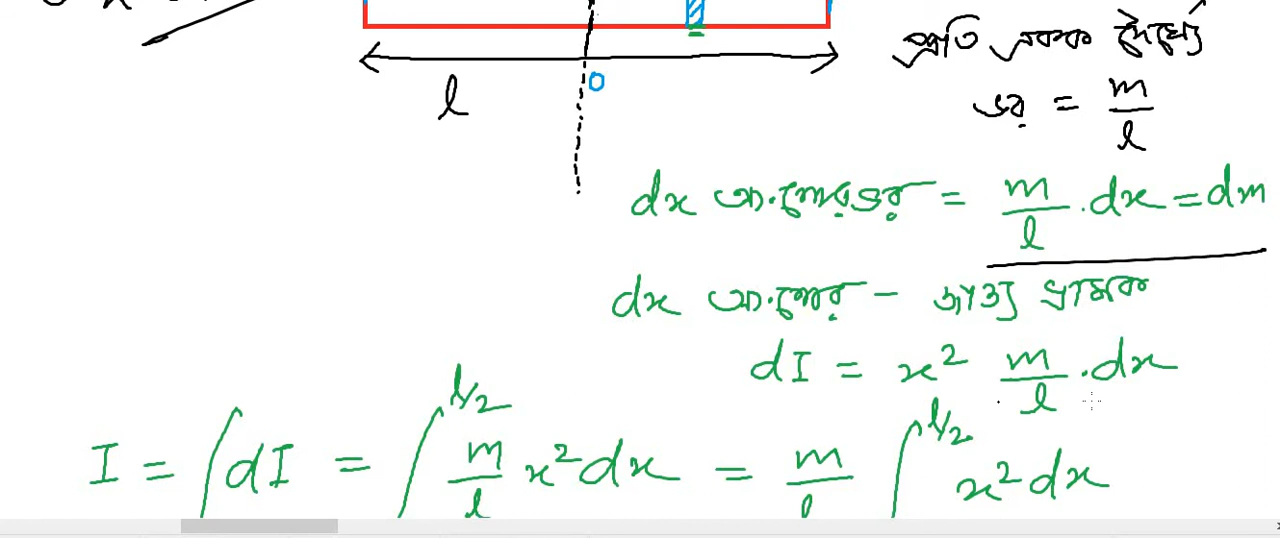 প্রতি একক দৈর্ঘ্যে
l
O
ভর = m/l
dx অংশের ভর = m/l . dx = dm
dx অংশের - জড়তা ভ্রামক
dI = x² m/l . dx
I = ∫ dI = ∫^{l/2} m/l x² dx = m/l ∫^{l/2} x² dx